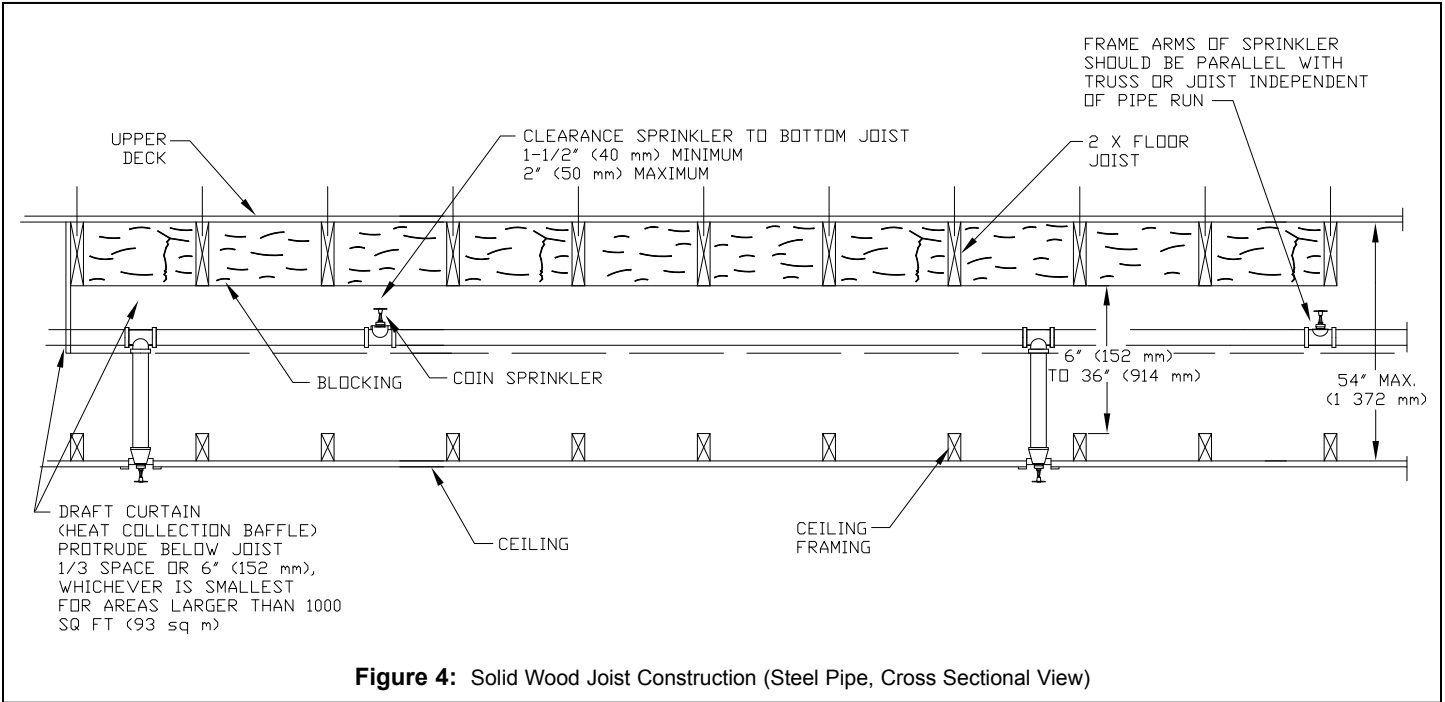 FRAME ARMS OF SPRINKLER
SHOULD BE PARALLEL WITH
TRUSS OR JOIST INDEPENDENT
OF PIPE RUN
UPPER
DECK
CLEARANCE SPRINKLER TO BOTTOM JOIST
1-1/2" (40 mm) MINIMUM
2" (50 mm) MAXIMUM
2 X FLOOR
JOIST
BLOCKING
COIN SPRINKLER
6" (152 mm)
TO 36" (914 mm)
54" MAX.
(1 372 mm)
DRAFT CURTAIN
(HEAT COLLECTION BAFFLE)
PROTRUDE BELOW JOIST
1/3 SPACE OR 6" (152 mm),
WHICHEVER IS SMALLEST
FOR AREAS LARGER THAN 1000
SQ FT (93 sq m)
CEILING
CEILING
FRAMING
Figure 4: Solid Wood Joist Construction (Steel Pipe, Cross Sectional View)